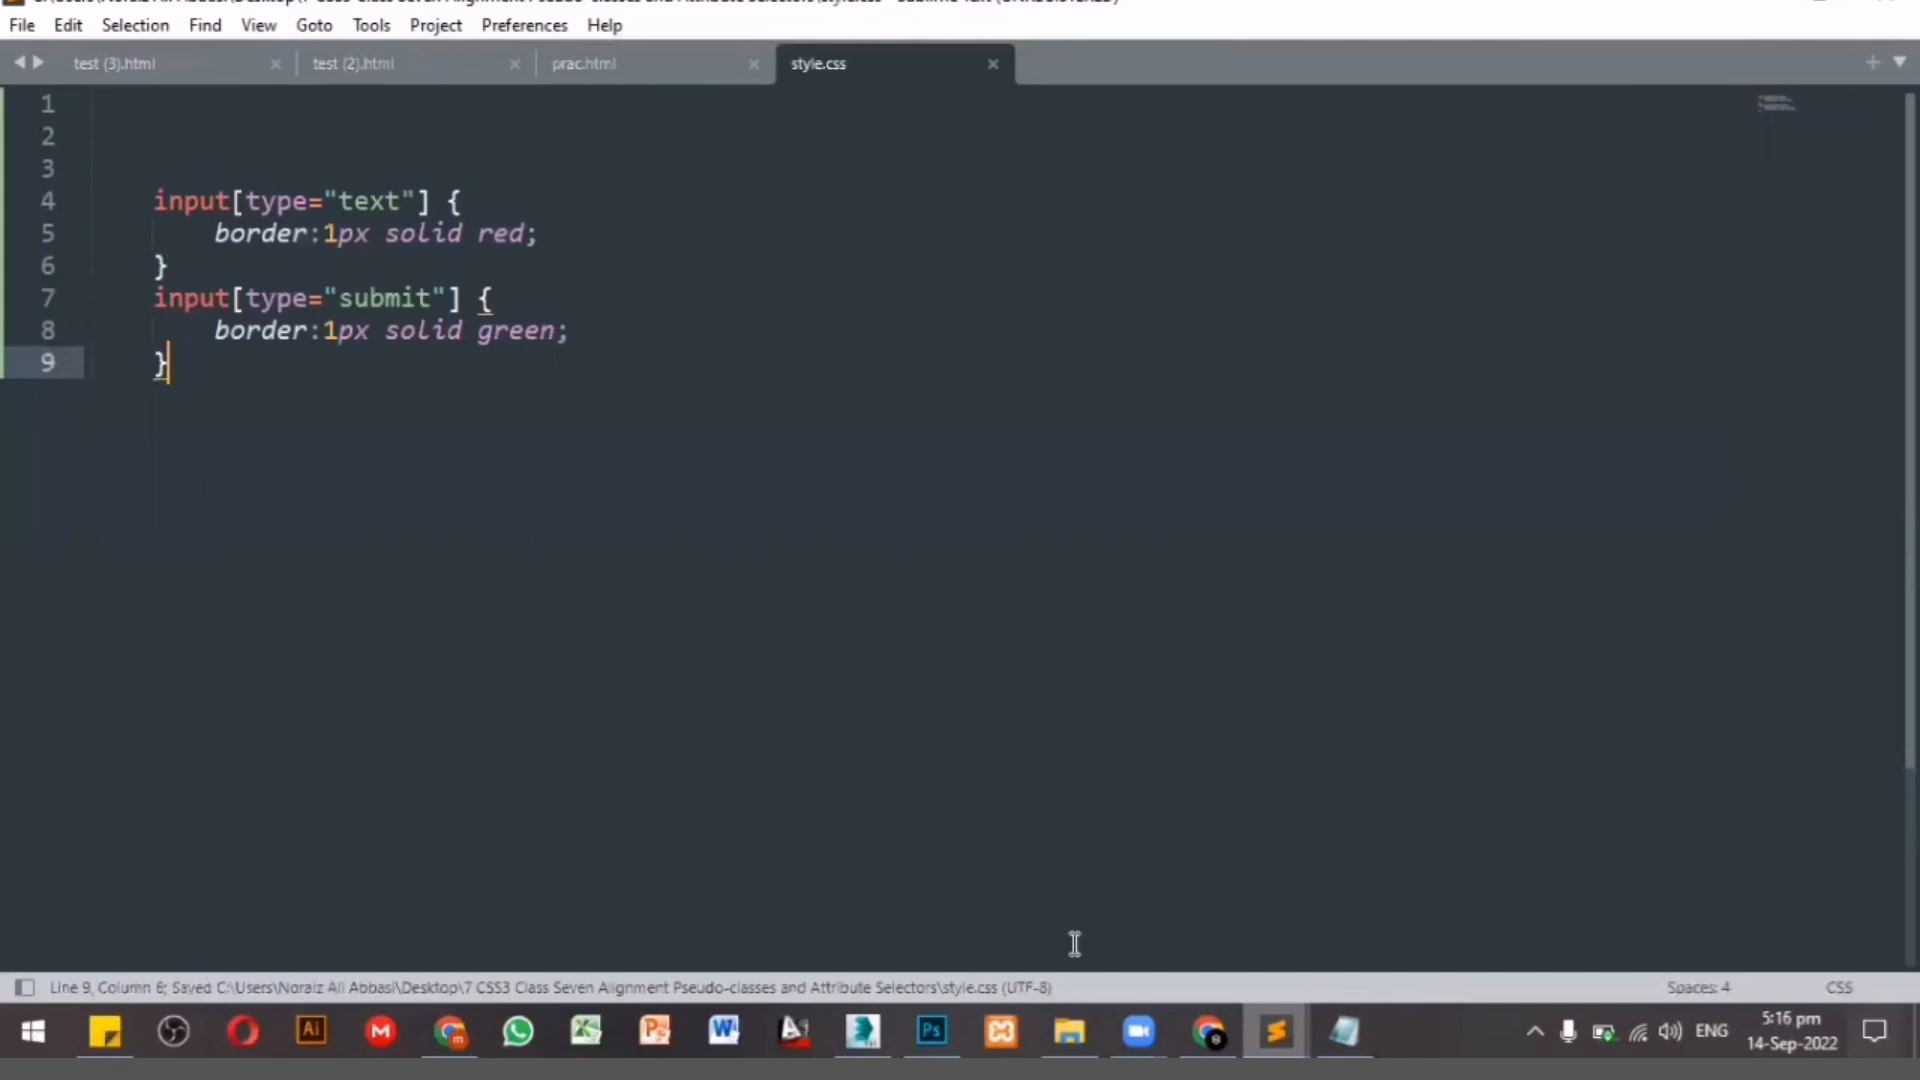 File Edit Selection Find View Goto Tools Project Preferences Help
test (3).html test (2).html prac.html style.css
1
2
3
4 input[type="text"] {
5 border:1px solid red;
6 }
7 input[type="submit"] {
8 border:1px solid green;
9 }
Line 9, Column 6; Saved C:\Users\Noraiz Ali Abbasi\Desktop\7 CSS3 Class Seven Alignment Pseudo-classes and Attribute Selectors\style.css (UTF-8) Spaces: 4 CSS
ENG 5:16 pm
14-Sep-2022